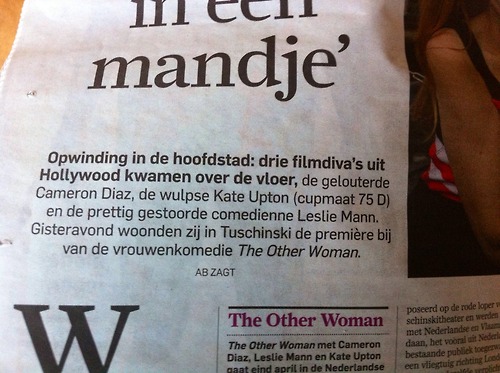 in een
mandje’
Opwinding in de hoofdstad: drie filmdiva’s uit
Hollywood kwamen over de vloer, de gelouterde
Cameron Diaz, de wulpse Kate Upton (cupmaat 75 D)
en de prettig gestoorde comedienne Leslie Mann.
Gisteravond woonden zij in Tuschinski de première bij
van de vrouwenkomedie The Other Woman.
AB ZAGT
W
The Other Woman
The Other Woman met Cameron
Diaz, Leslie Mann en Kate Upton
gaat eind april in de Nederlandse
poseerd op de rode loper
schinskitheater en werden
met Nederlandse en Vlaam
daan, het vooral uit Nederl
bestaande publiek toegezw
een vliegtuig richting Lon